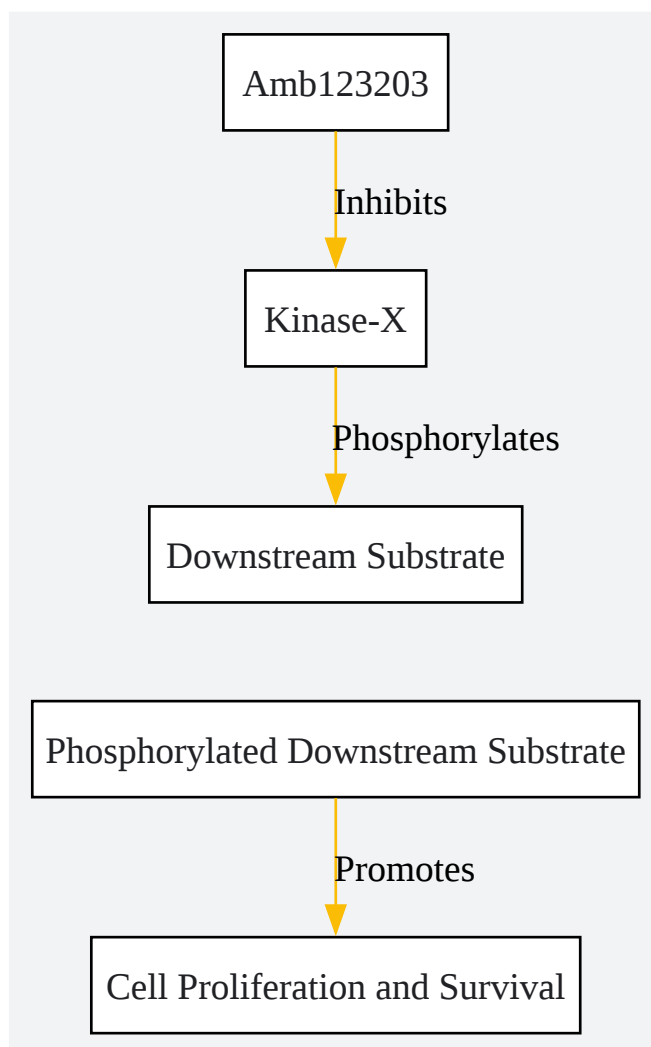 Amb123203
Inhibits
Kinase-X
Phosphorylates
Downstream Substrate
Phosphorylated Downstream Substrate
Promotes
Cell Proliferation and Survival